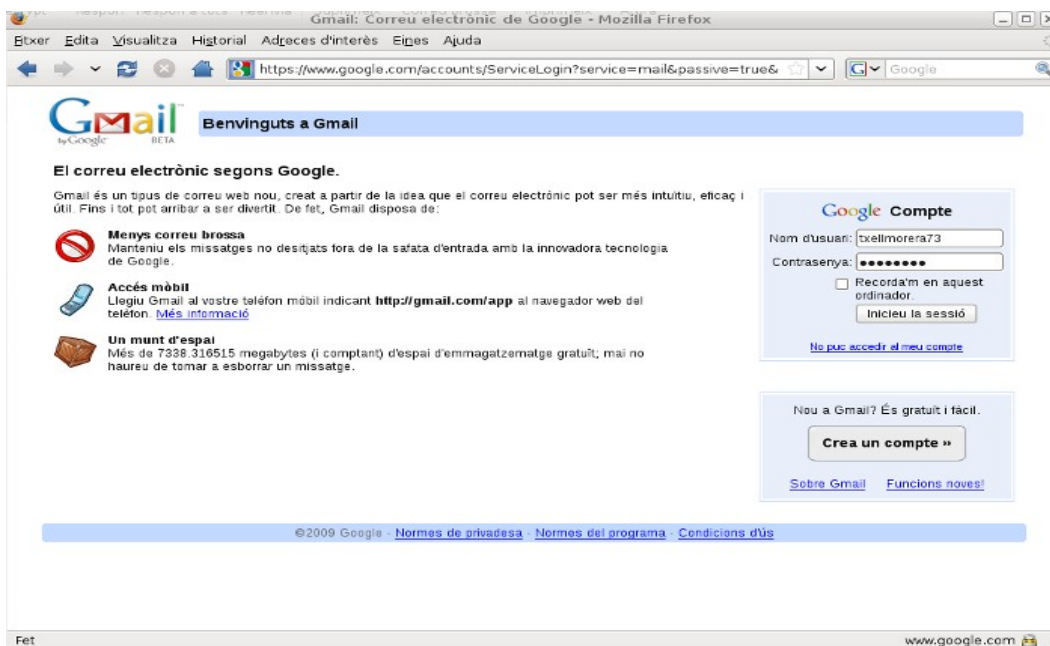 Gmail: Correu electrònic de Google - Mozilla Firefox
Fitxer Edita Visualitza Historial Adreces d'interès Eines Ajuda
https://www.google.com/accounts/ServiceLogin?service=mail&passive=true& Google
Gmail by Google BETA
Benvinguts a Gmail
El correu electrònic segons Google.
Gmail és un tipus de correu web nou, creat a partir de la idea que el correu electrònic pot ser més intuïtiu, eficaç i
útil. Fins i tot pot arribar a ser divertit. De fet, Gmail disposa de:
Menys correu brossa
Manteniu els missatges no desitjats fora de la safata d'entrada amb la innovadora tecnologia
de Google.
Accés mòbil
Llegiu Gmail al vostre telèfon mòbil indicant http://gmail.com/app al navegador web del
telèfon. Més informació
Un munt d'espai
Més de 7338.316515 megabytes (i comptant) d'espai d'emmagatzematge gratuït; mai no
haureu de tornar a esborrar un missatge.
Google Compte
Nom d'usuari: txellmorera73
Contrasenya: ●●●●●●●●
Recorda'm en aquest
ordinador.
Inicieu la sessió
No puc accedir al meu compte
Nou a Gmail? És gratuït i fàcil.
Crea un compte »
Sobre Gmail Funcions noves!
©2009 Google - Normes de privadesa - Normes del programa - Condicions d'ús
Fet
www.google.com